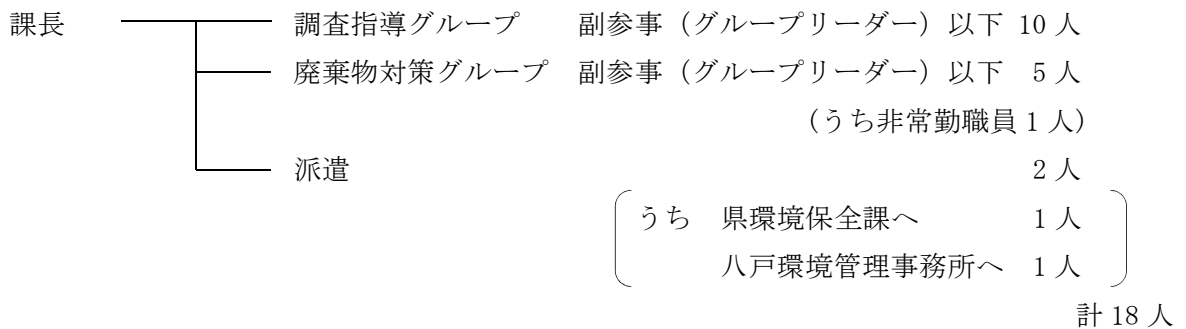 課長 調査指導グループ 副参事（グループリーダー）以下 10 人
廃棄物対策グループ 副参事（グループリーダー）以下 5 人
（うち非常勤職員 1 人）
派遣 2 人
うち 県環境保全課へ 1 人
八戸環境管理事務所へ 1 人
計 18 人